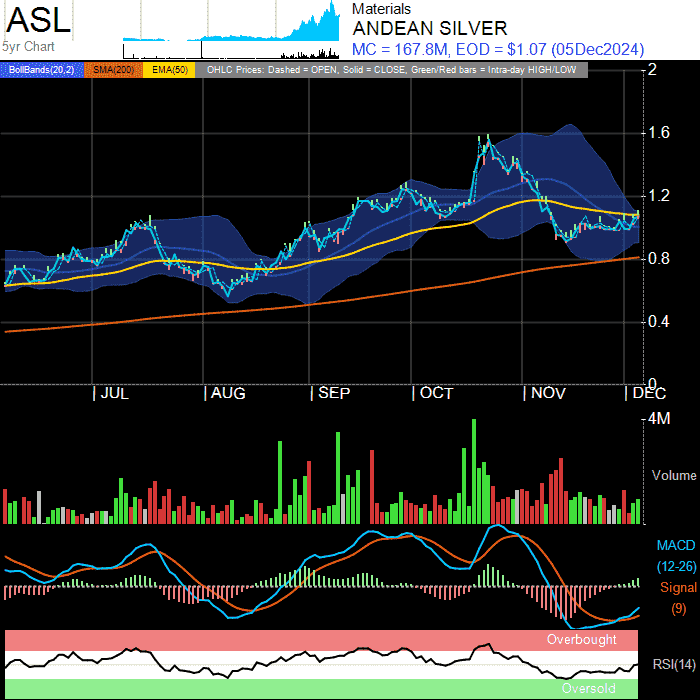 ASL
5yr Chart
Materials
ANDEAN SILVER
MC = 167.8M, EOD = $1.07 (05Dec2024)
BollBands(20,2) SMA(200) EMA(50) OHLC Prices: Dashed = OPEN, Solid = CLOSE, Green/Red bars = Intra-day HIGH/LOW
2
1.6
1.2
0.8
0.4
0
JUL AUG SEP OCT NOV DEC
4M
Volume
MACD
(12-26)
Signal
(9)
Overbought
RSI(14)
Oversold